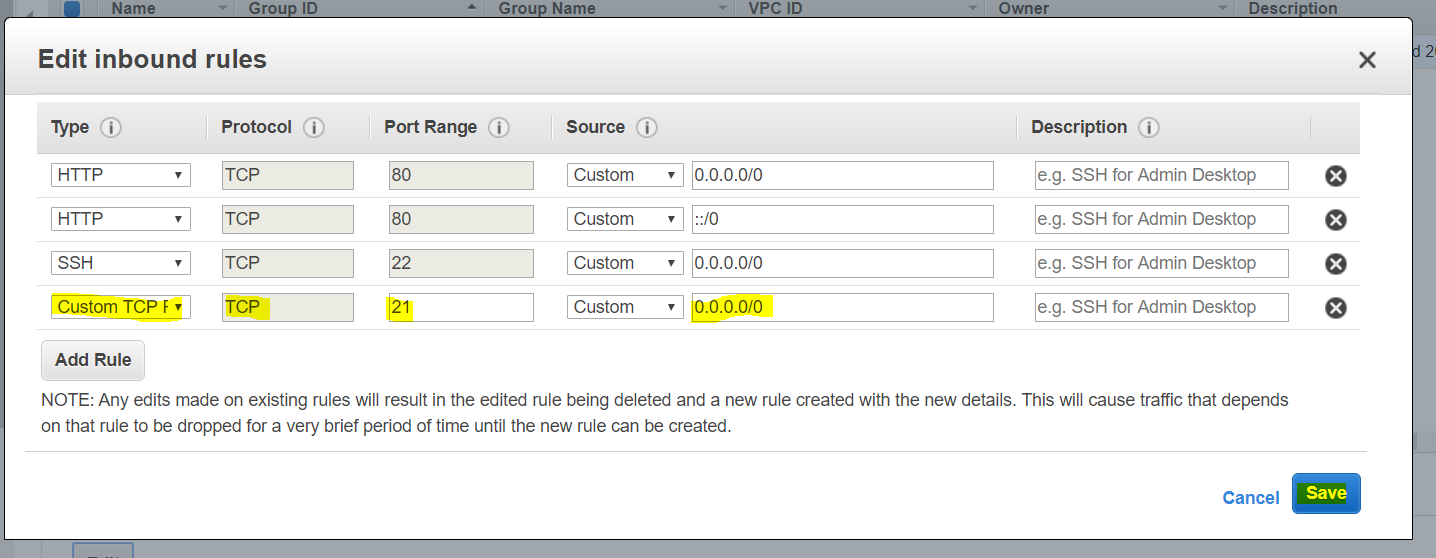 Name Group ID Group Name VPC ID Owner Description
Edit inbound rules
d 2
Type Protocol Port Range Source Description
HTTP TCP 80 Custom 0.0.0.0/0 e.g. SSH for Admin Desktop
HTTP TCP 80 Custom ::/0 e.g. SSH for Admin Desktop
SSH TCP 22 Custom 0.0.0.0/0 e.g. SSH for Admin Desktop
Custom TCP TCP 21 Custom 0.0.0.0/0 e.g. SSH for Admin Desktop
Add Rule
NOTE: Any edits made on existing rules will result in the edited rule being deleted and a new rule created with the new details. This will cause traffic that depends
on that rule to be dropped for a very brief period of time until the new rule can be created.
Cancel Save